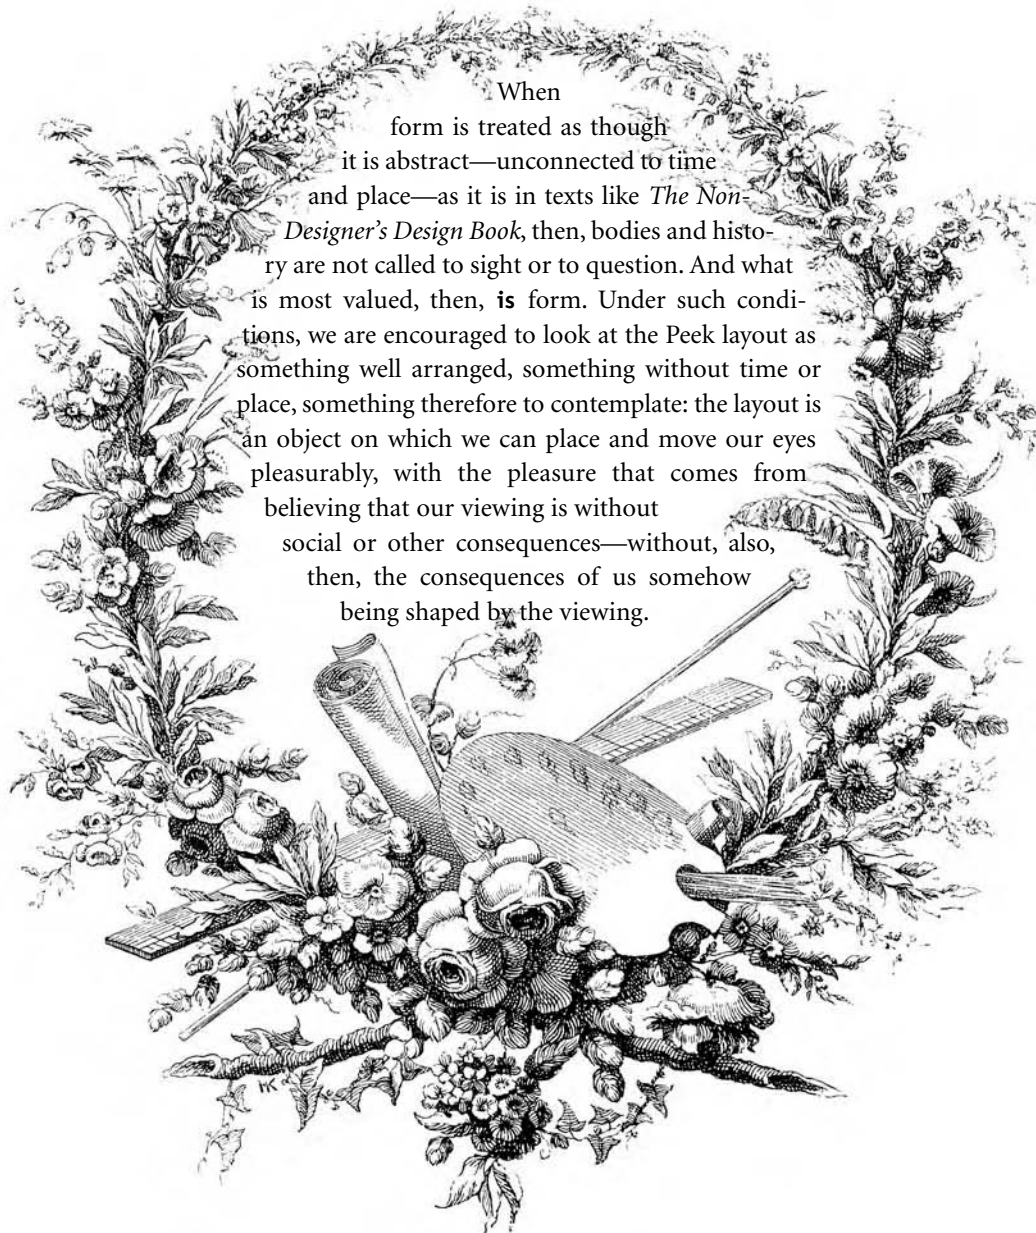 When
form is treated as though
it is abstract—unconnected to time
and place—as it is in texts like The Non-
Designer's Design Book, then, bodies and histo-
ry are not called to sight or to question. And what
is most valued, then, is form. Under such condi-
tions, we are encouraged to look at the Peek layout as
something well arranged, something without time or
place, something therefore to contemplate: the layout is
an object on which we can place and move our eyes
pleasurably, with the pleasure that comes from
believing that our viewing is without
social or other consequences—without, also,
then, the consequences of us somehow
being shaped by the viewing.